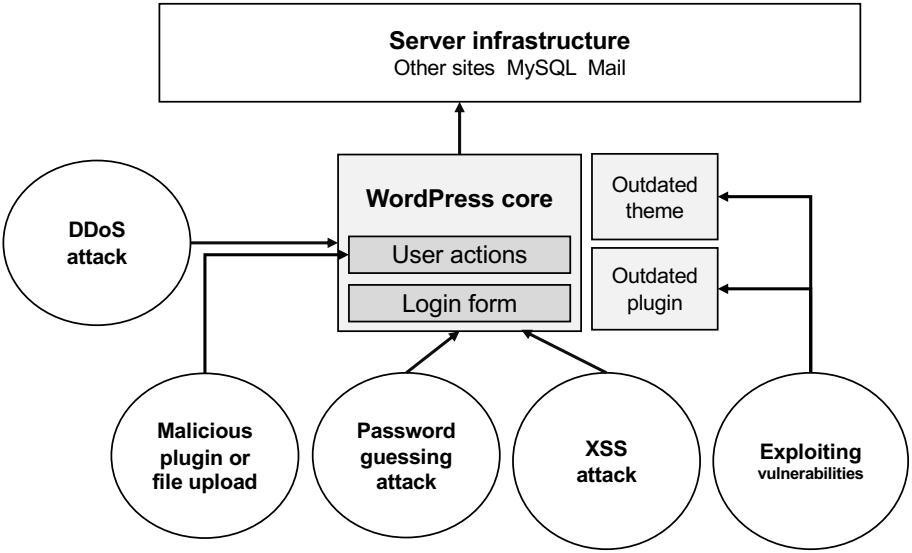 Server infrastructure
Other sites MySQL Mail
WordPress core
User actions
Login form
Outdated
theme
Outdated
plugin
DDoS
attack
Malicious
plugin or
file upload
Password
guessing
attack
XSS
attack
Exploiting
vulnerabilities